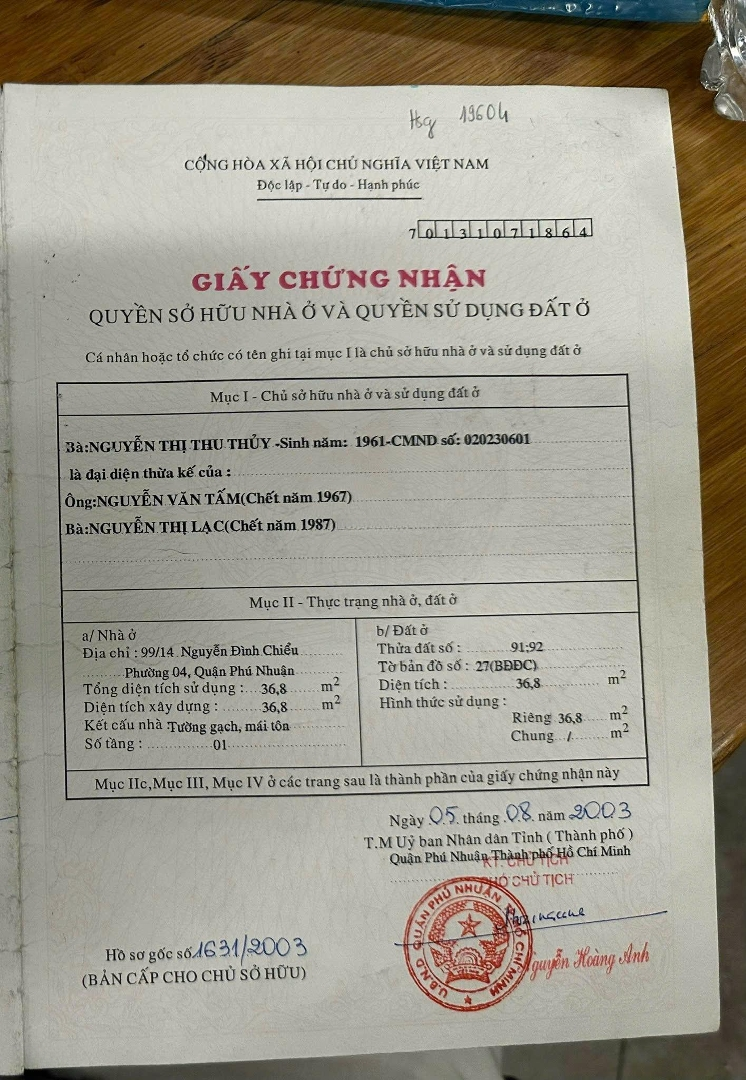 Hsg 19604
CỘNG HÒA XÃ HỘI CHỦ NGHĨA VIỆT NAM
Độc lập - Tự do - Hạnh phúc
70131071864
GIẤY CHỨNG NHẬN
QUYỀN SỞ HỮU NHÀ Ở VÀ QUYỀN SỬ DỤNG ĐẤT Ở
Cá nhân hoặc tổ chức có tên ghi tại mục I là chủ sở hữu nhà ở và sử dụng đất ở
Mục I - Chủ sở hữu nhà ở và sử dụng đất ở
Bà:NGUYỄN THỊ THU THỦY -Sinh năm: 1961-CMND số: 020230601
là đại diện thừa kế của :
Ông:NGUYỄN VĂN TẤM(Chết năm 1967)
Bà:NGUYỄN THỊ LẠC(Chết năm 1987)
Mục II - Thực trạng nhà ở, đất ở
a/ Nhà ở
Địa chỉ : 99/14 Nguyễn Đình Chiểu
Phường 04, Quận Phú Nhuận
Tổng diện tích sử dụng : 36,8 m2
Diện tích xây dựng : 36,8 m2
Kết cấu nhà Tường gạch, mái tôn
Số tầng : 01
b/ Đất ở
Thửa đất số : 91;92
Tờ bản đồ số : 27(BĐĐC)
Diện tích : 36,8 m2
Hình thức sử dụng :
Riêng 36,8 m2
Chung / m2
Mục IIc,Mục III, Mục IV ở các trang sau là thành phần của giấy chứng nhận này
Ngày 05 tháng 08 năm 2003
T.M Uỷ ban Nhân dân Tỉnh ( Thành phố )
Quận Phú Nhuận Thành phố Hồ Chí Minh
KT. CHỦ TỊCH
PHÓ CHỦ TỊCH
U.B.N.D QUẬN PHÚ NHUẬN T.P HỒ CHÍ MINH
Nguyễn Hoàng Anh
Hồ sơ gốc số 1631/2003
(BẢN CẤP CHO CHỦ SỞ HỮU)